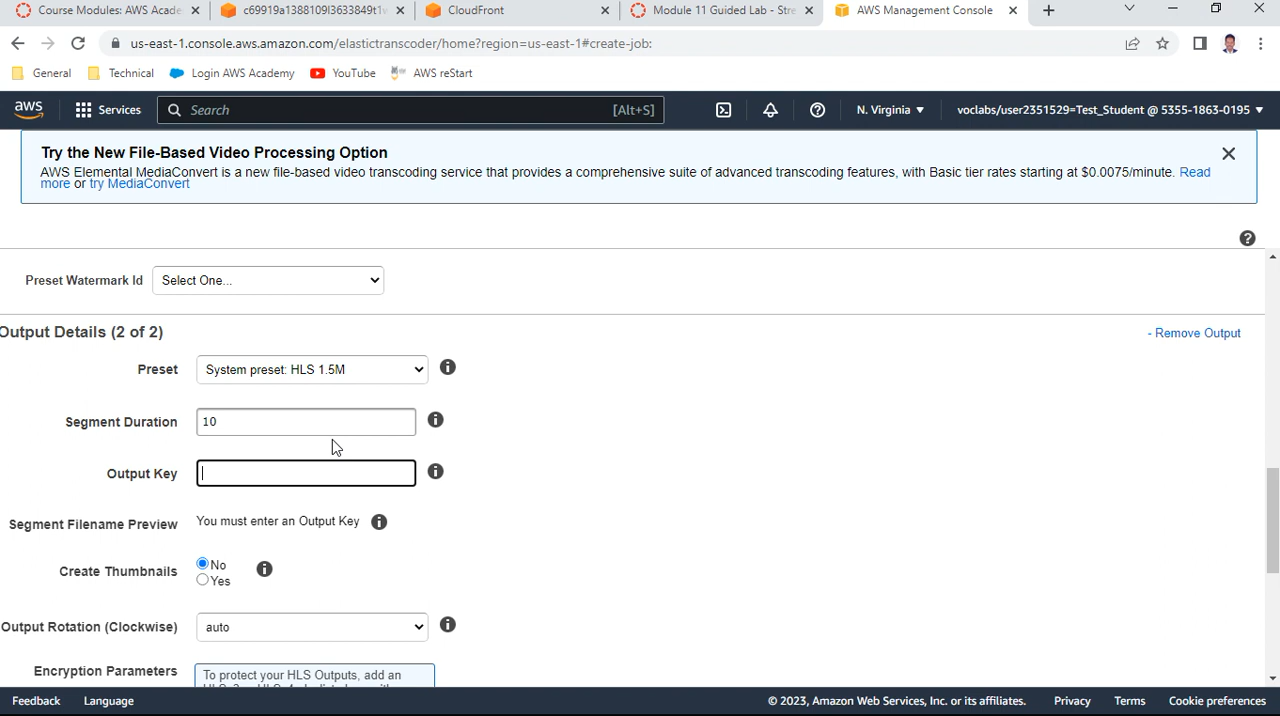 Course Modules: AWS Acade
c69919a1388109l3633849t1w
CloudFront
Module 11 Guided Lab - Stre
AWS Management Console
us-east-1.console.aws.amazon.com/elastictranscoder/home?region=us-east-1#create-job:
General
Technical
Login AWS Academy
YouTube
AWS reStart
aws
Services
Search
[Alt+S]
N. Virginia
voclabs/user2351529=Test_Student @ 5355-1863-0195
Try the New File-Based Video Processing Option
AWS Elemental MediaConvert is a new file-based video transcoding service that provides a comprehensive suite of advanced transcoding features, with Basic tier rates starting at $0.0075/minute. Read
more or try MediaConvert
Preset Watermark Id
Select One...
Output Details (2 of 2)
- Remove Output
Preset
System preset: HLS 1.5M
Segment Duration
10
Output Key
Segment Filename Preview
You must enter an Output Key
Create Thumbnails
No
Yes
Output Rotation (Clockwise)
auto
Encryption Parameters
To protect your HLS Outputs, add an
Feedback
Language
© 2023, Amazon Web Services, Inc. or its affiliates.
Privacy
Terms
Cookie preferences